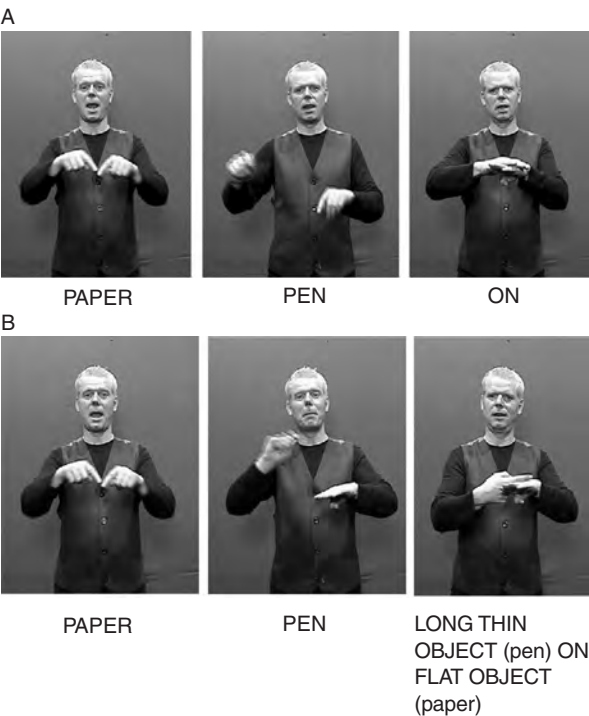 A
PAPER PEN ON
B
PAPER PEN LONG THIN
OBJECT (pen) ON
FLAT OBJECT
(paper)